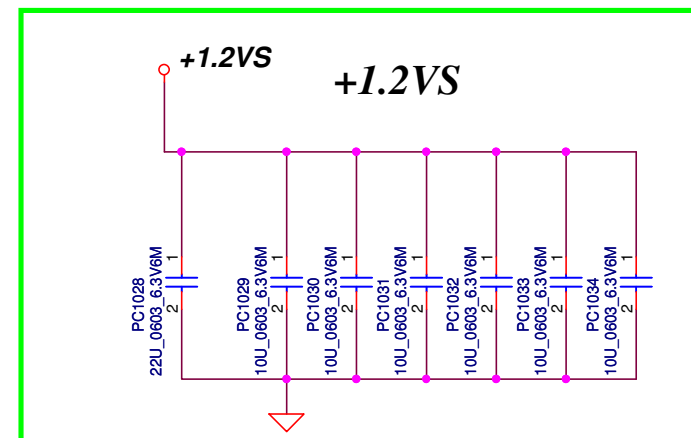 +1.2VS
+1.2VS
PC1028
22U_0603_6.3V6M
1
2
PC1029
10U_0603_6.3V6M
1
2
PC1030
10U_0603_6.3V6M
1
2
PC1031
10U_0603_6.3V6M
1
2
PC1032
10U_0603_6.3V6M
1
2
PC1033
10U_0603_6.3V6M
1
2
PC1034
10U_0603_6.3V6M
1
2